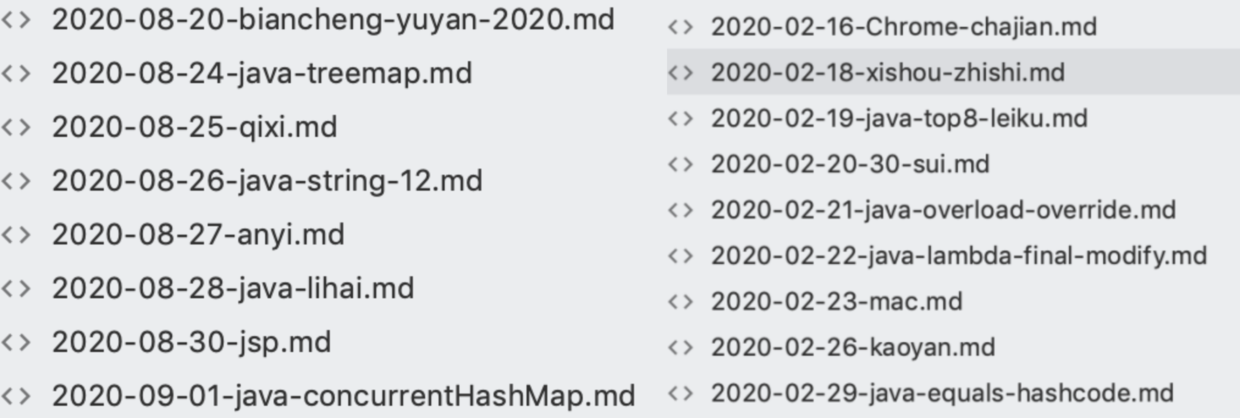 2020-08-20-biancheng-yuyan-2020.md
2020-08-24-java-treemap.md
2020-08-25-qixi.md
2020-08-26-java-string-12.md
2020-08-27-anyi.md
2020-08-28-java-lihai.md
2020-08-30-jsp.md
2020-09-01-java-concurrentHashMap.md
2020-02-16-Chrome-chajian.md
2020-02-18-xishou-zhishi.md
2020-02-19-java-top8-leiku.md
2020-02-20-30-sui.md
2020-02-21-java-overload-override.md
2020-02-22-java-lambda-final-modify.md
2020-02-23-mac.md
2020-02-26-kaoyan.md
2020-02-29-java-equals-hashcode.md